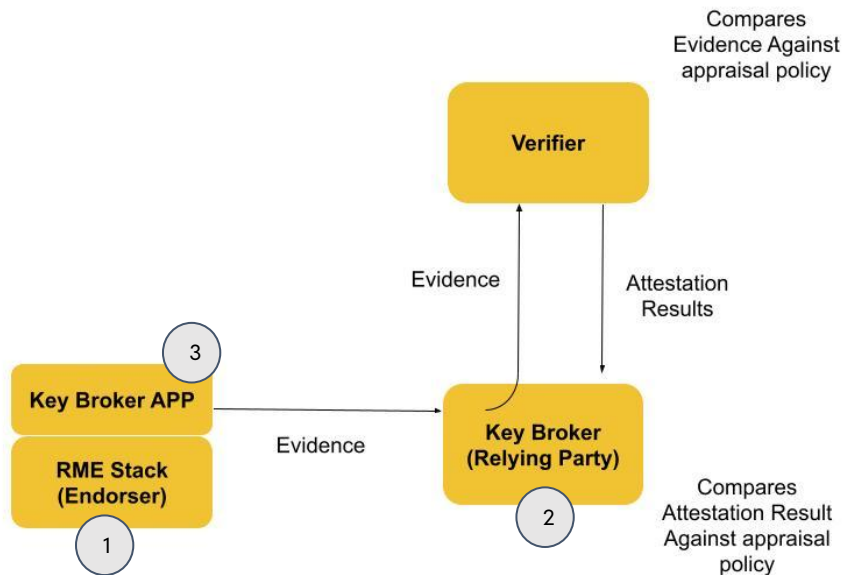 Compares
Evidence Against
appraisal policy
Verifier
Evidence
Attestation
Results
3
Key Broker APP
Evidence
Key Broker
(Relying Party)
RME Stack
(Endorser)
1
2
Compares
Attestation Result
Against appraisal
policy